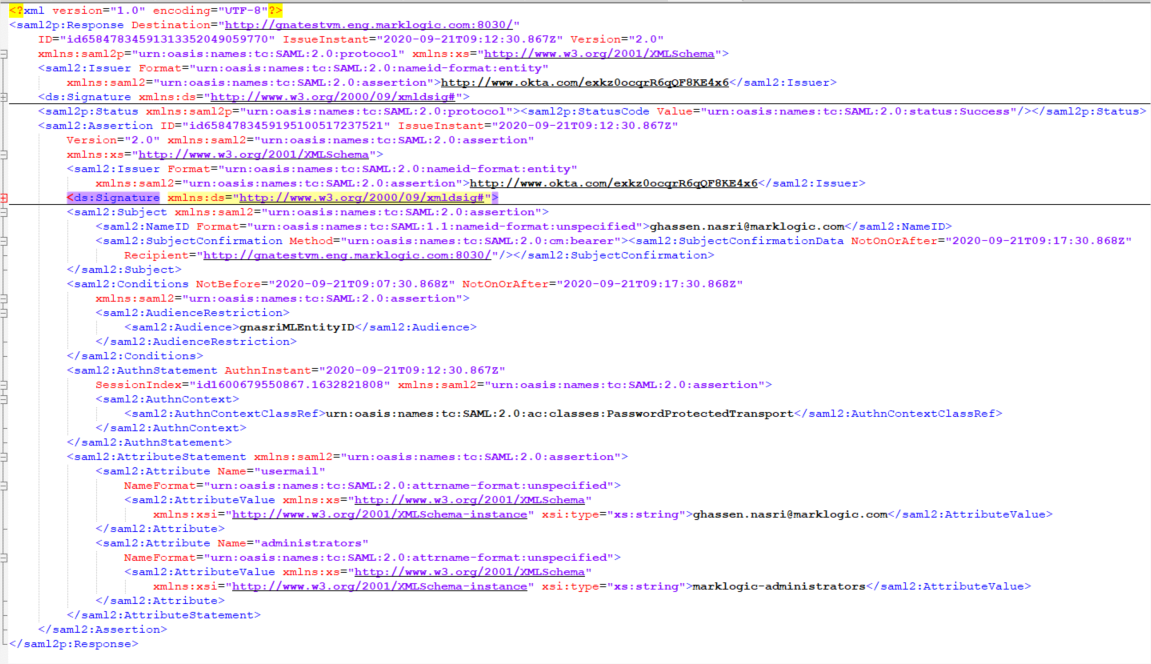 <?xml version="1.0" encoding="UTF-8"?>
<saml2p:Response Destination="http://gnatestvm.eng.marklogic.com:8030/"
ID="id65847834591313352049059770" IssueInstant="2020-09-21T09:12:30.867Z" Version="2.0"
xmlns:saml2p="urn:oasis:names:tc:SAML:2.0:protocol" xmlns:xs="http://www.w3.org/2001/XMLSchema">
<saml2:Issuer Format="urn:oasis:names:tc:SAML:2.0:nameid-format:entity"
xmlns:saml2="urn:oasis:names:tc:SAML:2.0:assertion">http://www.okta.com/exkz0ocqrR6qQF8KE4x6</saml2:Issuer>
<ds:Signature xmlns:ds="http://www.w3.org/2000/09/xmldsig#">
<saml2p:Status xmlns:saml2p="urn:oasis:names:tc:SAML:2.0:protocol"><saml2p:StatusCode Value="urn:oasis:names:tc:SAML:2.0:status:Success"/></saml2p:Status>
<saml2:Assertion ID="id6584783459195100517237521" IssueInstant="2020-09-21T09:12:30.867Z"
Version="2.0" xmlns:saml2="urn:oasis:names:tc:SAML:2.0:assertion"
xmlns:xs="http://www.w3.org/2001/XMLSchema">
<saml2:Issuer Format="urn:oasis:names:tc:SAML:2.0:nameid-format:entity"
xmlns:saml2="urn:oasis:names:tc:SAML:2.0:assertion">http://www.okta.com/exkz0ocqrR6qQF8KE4x6</saml2:Issuer>
<ds:Signature xmlns:ds="http://www.w3.org/2000/09/xmldsig#">
<saml2:Subject xmlns:saml2="urn:oasis:names:tc:SAML:2.0:assertion">
<saml2:NameID Format="urn:oasis:names:tc:SAML:1.1:nameid-format:unspecified">ghassen.nasri@marklogic.com</saml2:NameID>
<saml2:SubjectConfirmation Method="urn:oasis:names:tc:SAML:2.0:cm:bearer"><saml2:SubjectConfirmationData NotOnOrAfter="2020-09-21T09:17:30.868Z"
Recipient="http://gnatestvm.eng.marklogic.com:8030/"/></saml2:SubjectConfirmation>
</saml2:Subject>
<saml2:Conditions NotBefore="2020-09-21T09:07:30.868Z" NotOnOrAfter="2020-09-21T09:17:30.868Z"
xmlns:saml2="urn:oasis:names:tc:SAML:2.0:assertion">
<saml2:AudienceRestriction>
<saml2:Audience>gnasriMLEntityID</saml2:Audience>
</saml2:AudienceRestriction>
</saml2:Conditions>
<saml2:AuthnStatement AuthnInstant="2020-09-21T09:12:30.867Z"
SessionIndex="id1600679550867.1632821808" xmlns:saml2="urn:oasis:names:tc:SAML:2.0:assertion">
<saml2:AuthnContext>
<saml2:AuthnContextClassRef>urn:oasis:names:tc:SAML:2.0:ac:classes:PasswordProtectedTransport</saml2:AuthnContextClassRef>
</saml2:AuthnContext>
</saml2:AuthnStatement>
<saml2:AttributeStatement xmlns:saml2="urn:oasis:names:tc:SAML:2.0:assertion">
<saml2:Attribute Name="usermail"
NameFormat="urn:oasis:names:tc:SAML:2.0:attrname-format:unspecified">
<saml2:AttributeValue xmlns:xs="http://www.w3.org/2001/XMLSchema"
xmlns:xsi="http://www.w3.org/2001/XMLSchema-instance" xsi:type="xs:string">ghassen.nasri@marklogic.com</saml2:AttributeValue>
</saml2:Attribute>
<saml2:Attribute Name="administrators"
NameFormat="urn:oasis:names:tc:SAML:2.0:attrname-format:unspecified">
<saml2:AttributeValue xmlns:xs="http://www.w3.org/2001/XMLSchema"
xmlns:xsi="http://www.w3.org/2001/XMLSchema-instance" xsi:type="xs:string">marklogic-administrators</saml2:AttributeValue>
</saml2:Attribute>
</saml2:AttributeStatement>
</saml2:Assertion>
</saml2p:Response>